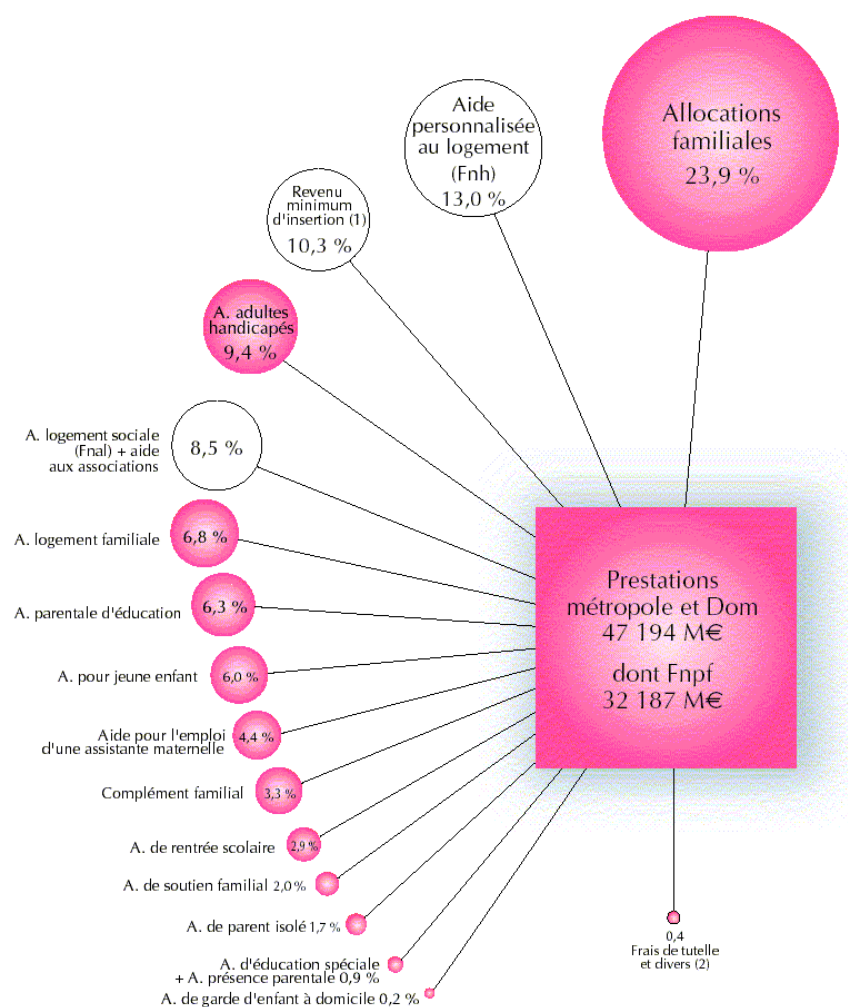 Allocations
familiales
23,9 %
Aide
personnalisée
au logement
(Fnh)
13,0 %
Revenu
minimum
d'insertion (1)
10,3 %
A. adultes
handicapés
9,4 %
A. logement sociale
(Fnal) + aide
aux associations
8,5 %
A. logement familiale
6,8 %
A. parentale d'éducation
6,3 %
A. pour jeune enfant
6,0 %
Aide pour l'emploi
d'une assistante maternelle
4,4 %
Complément familial
3,3 %
A. de rentrée scolaire
2,9 %
A. de soutien familial 2,0 %
A. de parent isolé 1,7 %
A. d'éducation spéciale
+ A. présence parentale 0,9 %
A. de garde d'enfant à domicile 0,2 %
Prestations
métropole et Dom
47 194 M€
dont Fnpf
32 187 M€
0,4
Frais de tutelle
et divers (2)